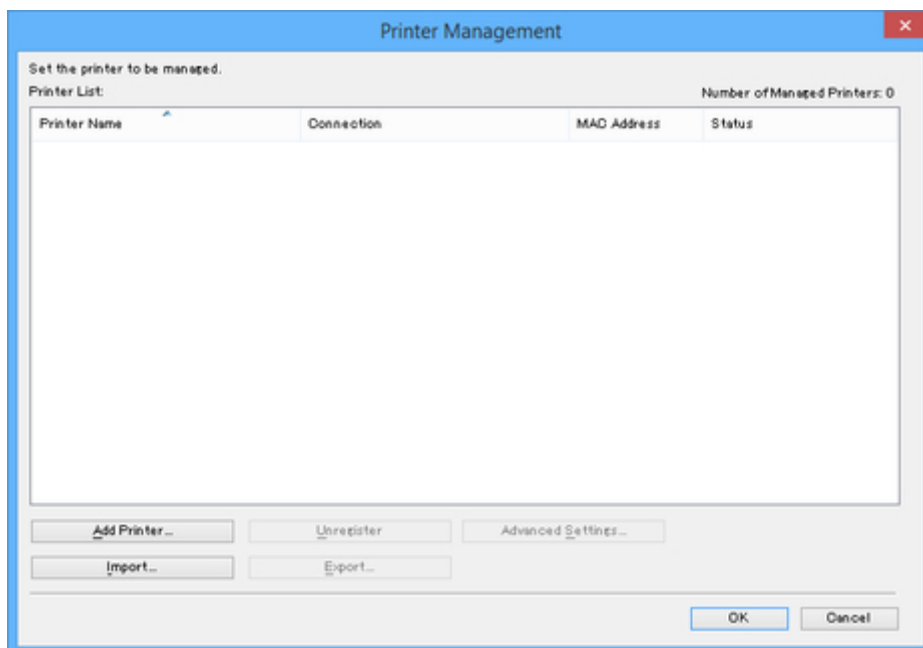 Printer Management
Set the printer to be managed.
Printer List:
Number of Managed Printers: 0
Printer Name Connection MAC Address Status
Add Printer... Unregister Advanced Settings...
Import... Export...
OK Cancel